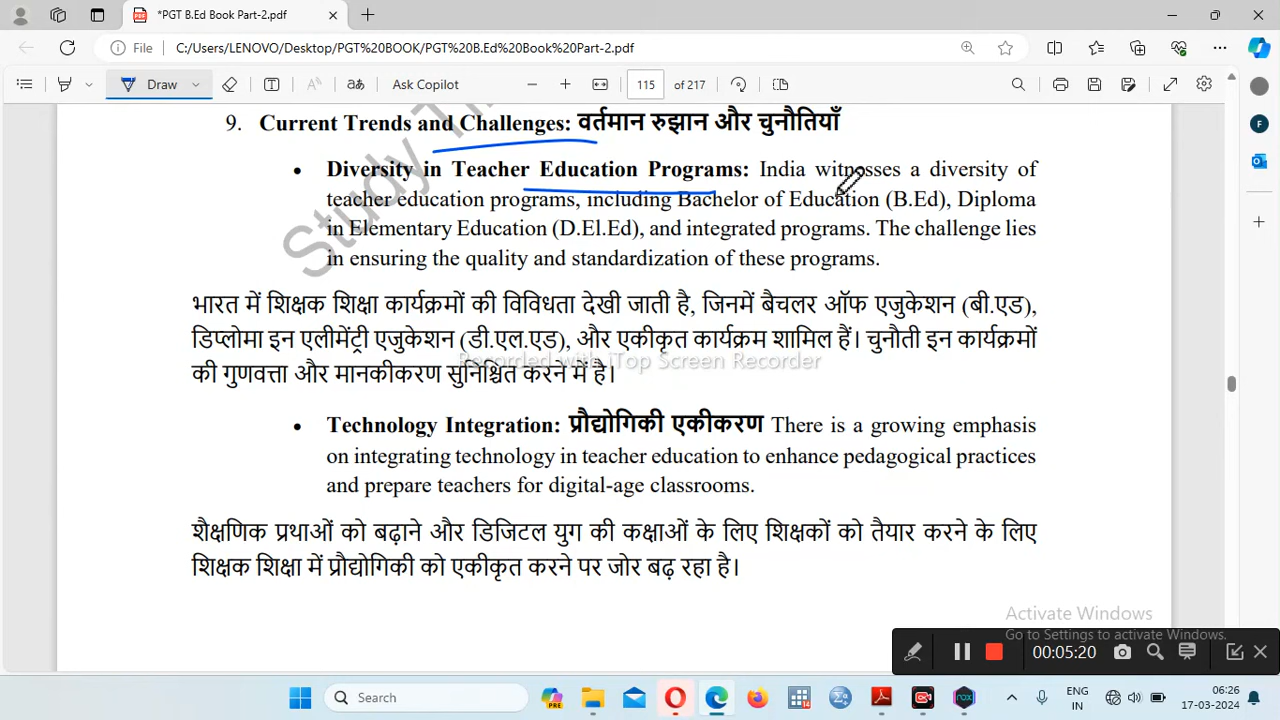 *PGT B.Ed Book Part-2.pdf
File C:/Users/LENOVO/Desktop/PGT%20BOOK/PGT%20B.Ed%20Book%20Part-2.pdf
Draw Ask Copilot 115 of 217
9. Current Trends and Challenges: वर्तमान रुझान और चुनौतियाँ
• Diversity in Teacher Education Programs: India witnesses a diversity of
teacher education programs, including Bachelor of Education (B.Ed), Diploma
in Elementary Education (D.El.Ed), and integrated programs. The challenge lies
in ensuring the quality and standardization of these programs.
भारत में शिक्षक शिक्षा कार्यक्रमों की विविधता देखी जाती है, जिनमें बैचलर ऑफ एजुकेशन (बी.एड),
डिप्लोमा इन एलीमेंट्री एजुकेशन (डी.एल.एड), और एकीकृत कार्यक्रम शामिल हैं। चुनौती इन कार्यक्रमों
की गुणवत्ता और मानकीकरण सुनिश्चित करने में है।
Recorded with iTop Screen Recorder
• Technology Integration: प्रौद्योगिकी एकीकरण There is a growing emphasis
on integrating technology in teacher education to enhance pedagogical practices
and prepare teachers for digital-age classrooms.
शैक्षणिक प्रथाओं को बढ़ाने और डिजिटल युग की कक्षाओं के लिए शिक्षकों को तैयार करने के लिए
शिक्षक शिक्षा में प्रौद्योगिकी को एकीकृत करने पर जोर बढ़ रहा है।
Study
Activate Windows
Go to Settings to activate Windows.
00:05:20
Search
ENG
IN
06:26
17-03-2024